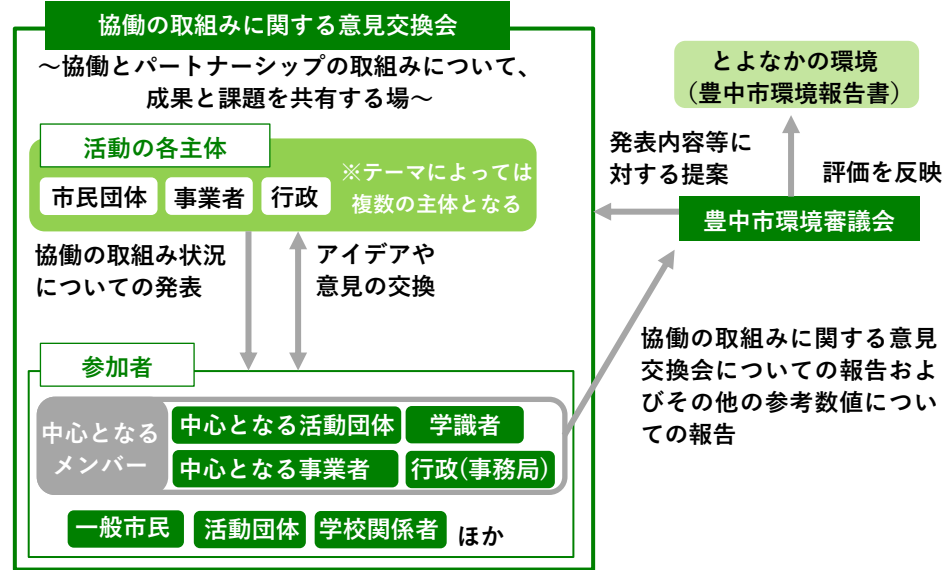 協働の取組みに関する意見交換会
～協働とパートナーシップの取組みについて、
成果と課題を共有する場～
活動の各主体
市民団体
事業者
行政
※テーマによっては
複数の主体となる
協働の取組み状況
についての発表
アイデアや
意見の交換
参加者
中心となる
メンバー
中心となる活動団体
学識者
中心となる事業者
行政(事務局)
一般市民
活動団体
学校関係者
ほか
とよなかの環境
（豊中市環境報告書）
発表内容等に
対する提案
評価を反映
豊中市環境審議会
協働の取組みに関する意見
交換会についての報告およ
びその他の参考数値につい
ての報告